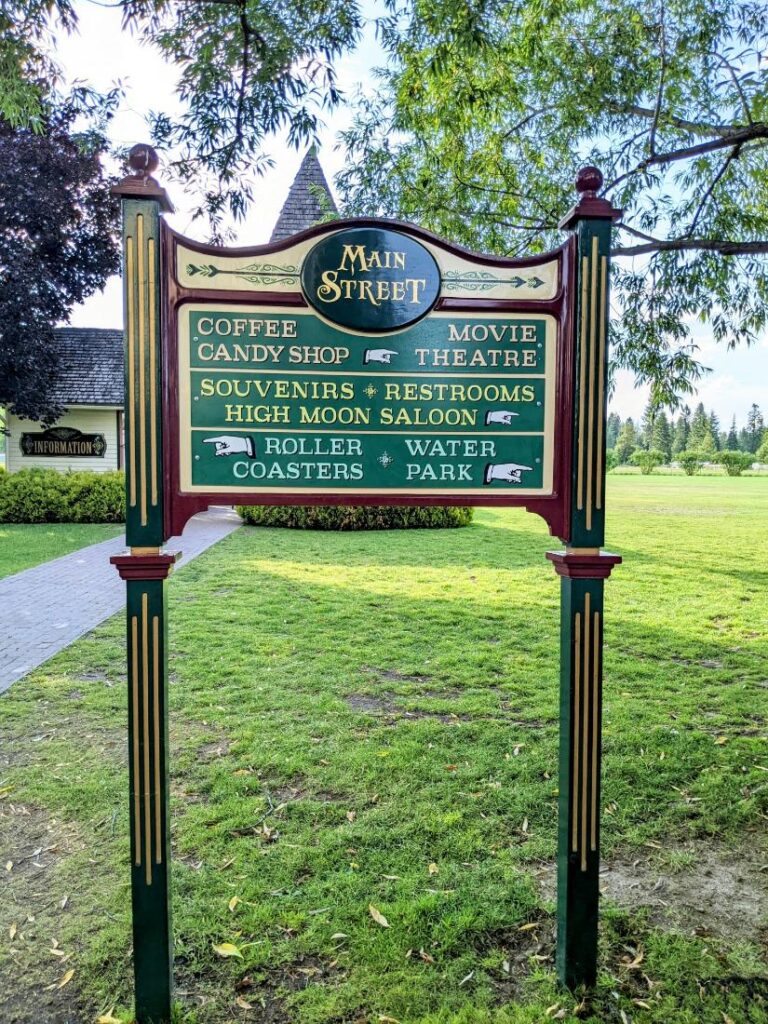 MAIN
STREET
COFFEE MOVIE
CANDY SHOP THEATRE
SOUVENIRS RESTROOMS
HIGH MOON SALOON
ROLLER WATER
COASTERS PARK
INFORMATION